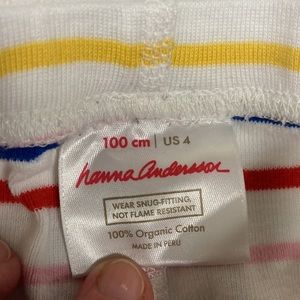 100 cm | US 4
hanna andersson
WEAR SNUG-FITTING,
NOT FLAME RESISTANT
100% Organic Cotton
MADE IN PERU